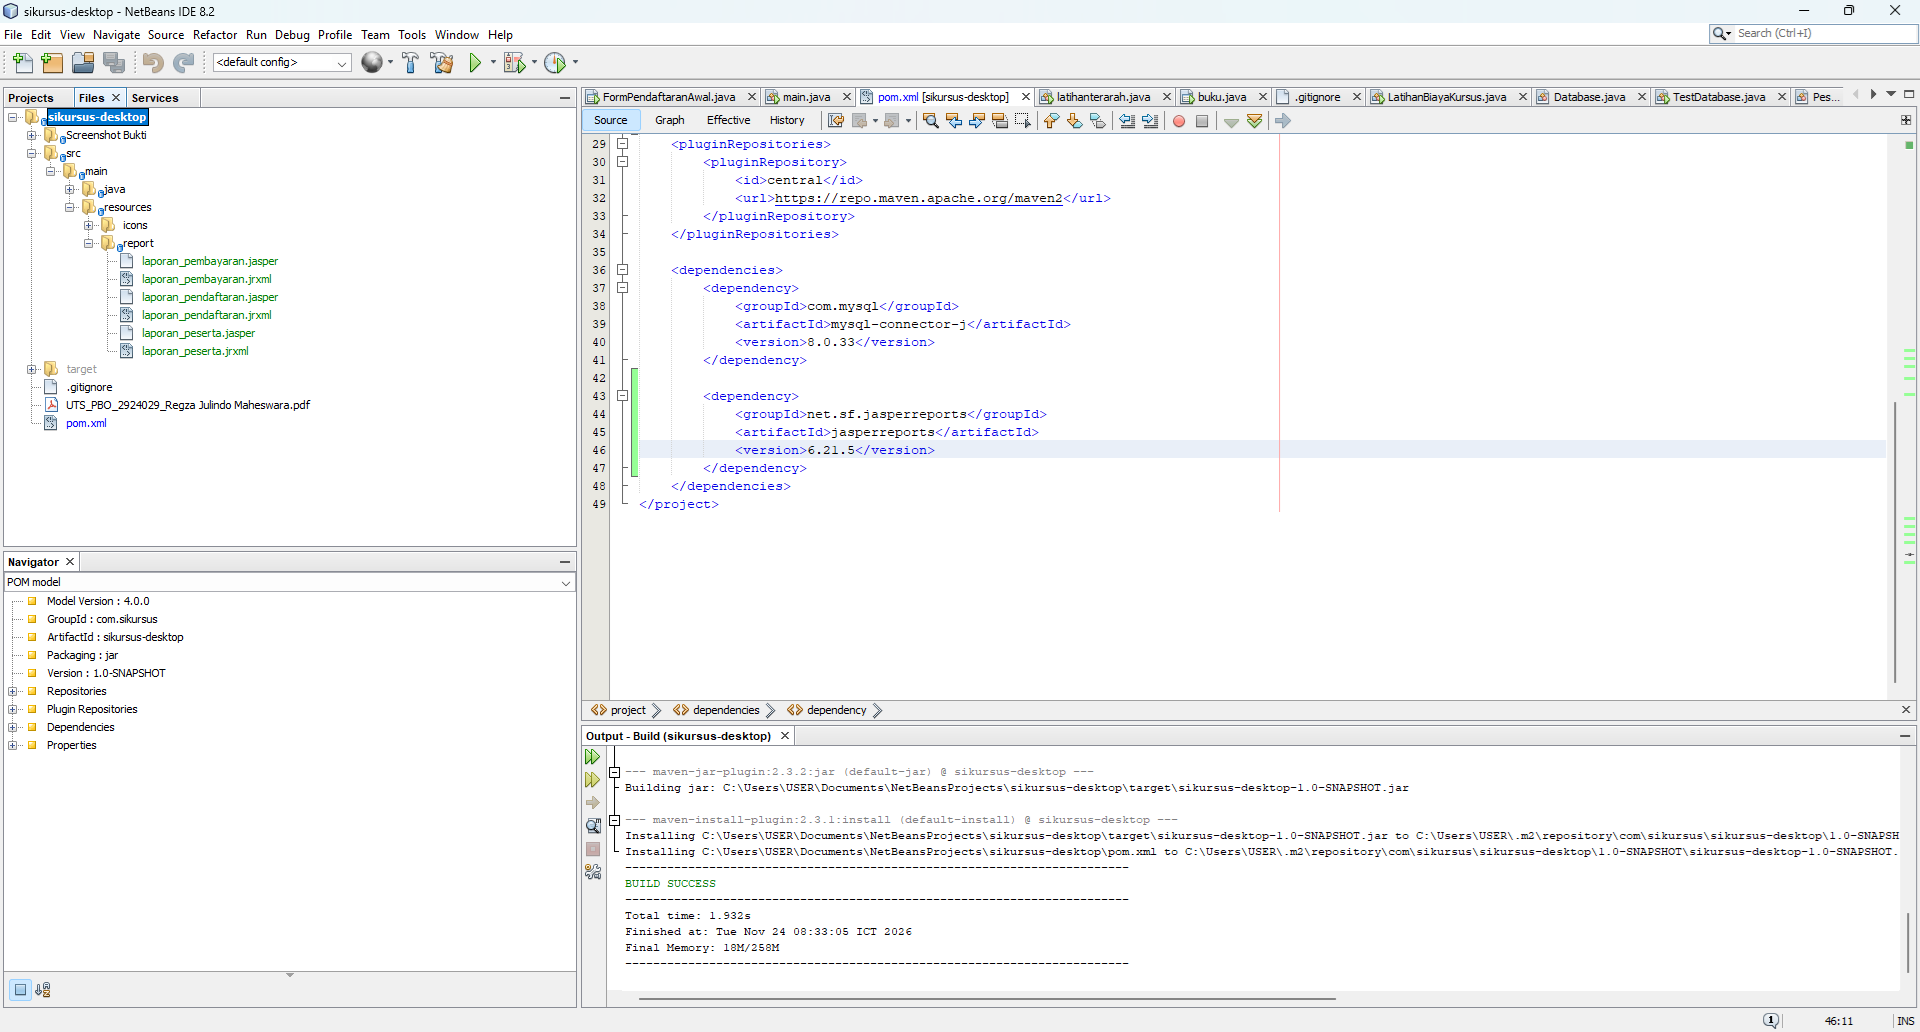 sikursus-desktop - NetBeans IDE 8.2
File Edit View Navigate Source Refactor Run Debug Profile Team Tools Window Help
Search (Ctrl+I)
<default config>
Projects Files Services
sikursus-desktop
Screenshot Bukti
src
main
java
resources
icons
report
laporan_pembayaran.jasper
laporan_pembayaran.jrxml
laporan_pendaftaran.jasper
laporan_pendaftaran.jrxml
laporan_peserta.jasper
laporan_peserta.jrxml
target
.gitignore
UTS_PBO_2924029_Regza Julindo Maheswara.pdf
pom.xml
Navigator
POM model
Model Version : 4.0.0
GroupId : com.sikursus
ArtifactId : sikursus-desktop
Packaging : jar
Version : 1.0-SNAPSHOT
Repositories
Plugin Repositories
Dependencies
Properties
FormPendaftaranAwal.java main.java pom.xml [sikursus-desktop] latihanterarah.java buku.java .gitignore LatihanBiayaKursus.java Database.java TestDatabase.java Pes...
Source Graph Effective History
29 <pluginRepositories>
30 <pluginRepository>
31 <id>central</id>
32 <url>https://repo.maven.apache.org/maven2</url>
33 </pluginRepository>
34 </pluginRepositories>
35
36 <dependencies>
37 <dependency>
38 <groupId>com.mysql</groupId>
39 <artifactId>mysql-connector-j</artifactId>
40 <version>8.0.33</version>
41 </dependency>
42
43 <dependency>
44 <groupId>net.sf.jasperreports</groupId>
45 <artifactId>jasperreports</artifactId>
46 <version>6.21.5</version>
47 </dependency>
48 </dependencies>
49 </project>
project dependencies dependency
Output - Build (sikursus-desktop)
--- maven-jar-plugin:2.3.2:jar (default-jar) @ sikursus-desktop ---
Building jar: C:\Users\USER\Documents\NetBeansProjects\sikursus-desktop\target\sikursus-desktop-1.0-SNAPSHOT.jar
--- maven-install-plugin:2.3.1:install (default-install) @ sikursus-desktop ---
Installing C:\Users\USER\Documents\NetBeansProjects\sikursus-desktop\target\sikursus-desktop-1.0-SNAPSHOT.jar to C:\Users\USER\.m2\repository\com\sikursus\sikursus-desktop\1.0-SNAPSH
Installing C:\Users\USER\Documents\NetBeansProjects\sikursus-desktop\pom.xml to C:\Users\USER\.m2\repository\com\sikursus\sikursus-desktop\1.0-SNAPSHOT\sikursus-desktop-1.0-SNAPSHOT.
------------------------------------------------------------------------
BUILD SUCCESS
------------------------------------------------------------------------
Total time: 1.932s
Finished at: Tue Nov 24 08:33:05 ICT 2026
Final Memory: 18M/258M
------------------------------------------------------------------------
1
46:11 INS